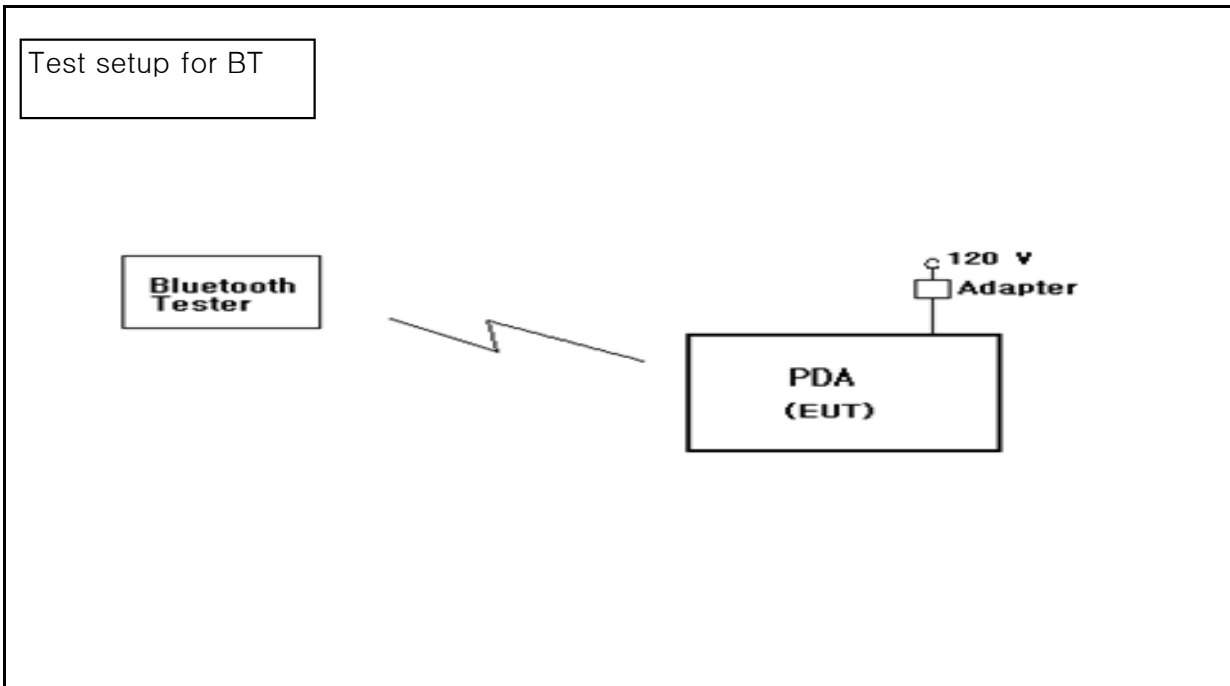 Test setup for BT
Bluetooth
Tester
120 V
Adapter
PDA
(EUT)